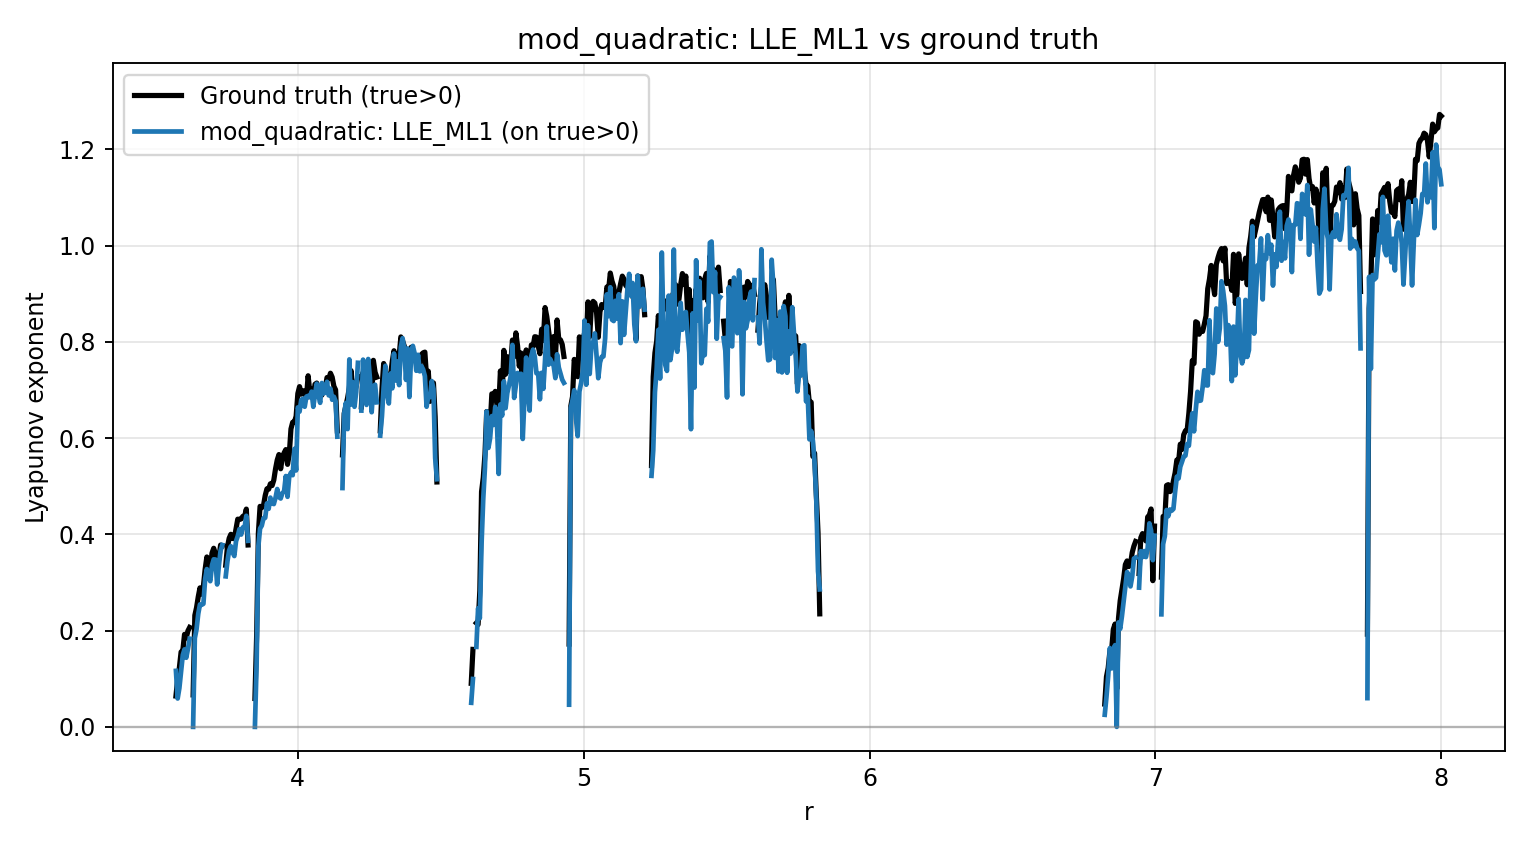 mod_quadratic: LLE_ML1 vs ground truth
Ground truth (true>0)
mod_quadratic: LLE_ML1 (on true>0)
Lyapunov exponent
1.2
1.0
0.8
0.6
0.4
0.2
0.0
4 5 6 7 8
r